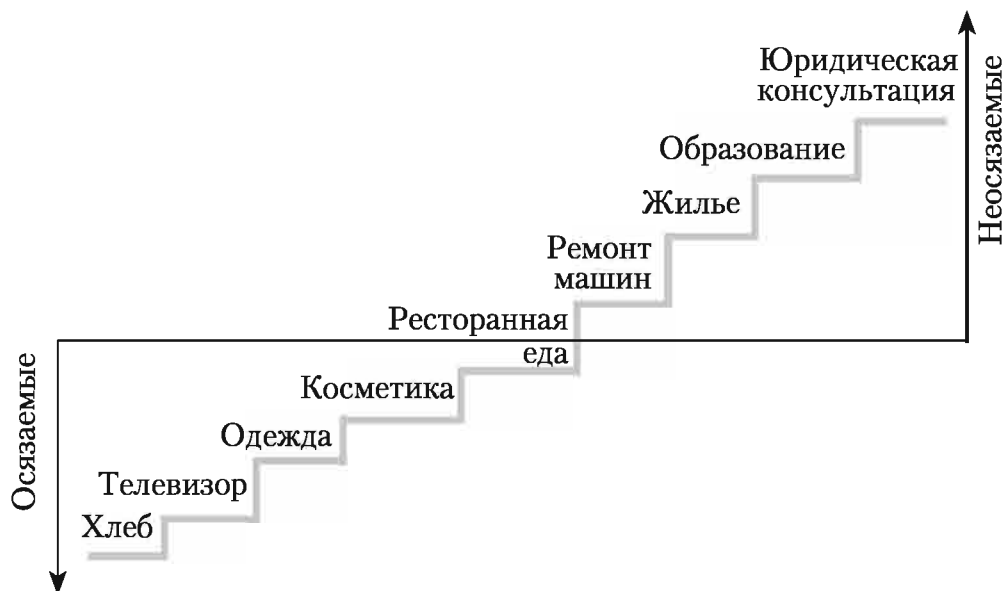 Юридическая
консультация
Образование
Жилье
Ремонт
машин
Ресторанная
еда
Косметика
Одежда
Телевизор
Хлеб
Осязаемые
Неосязаемые